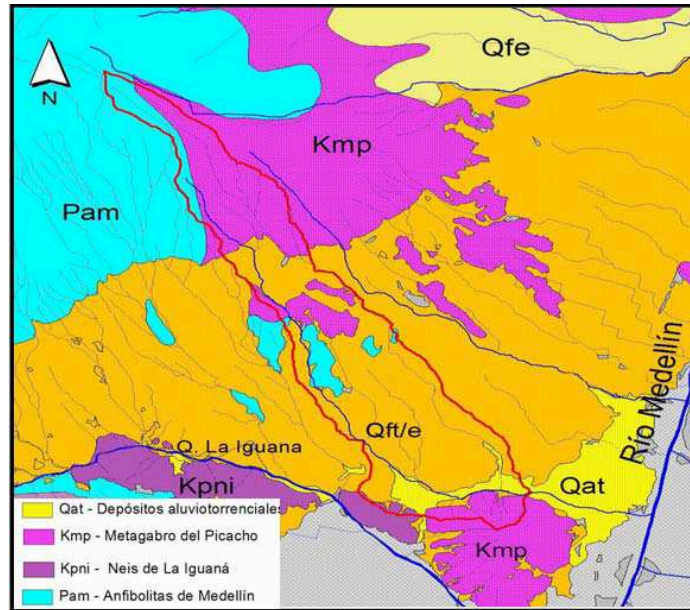 Qfe
N
Kmp
Pam
Río Medellín
Qft/e
Q. La Iguana
Kpni
Qat
Kmp
Qat - Depósitos aluviotorrenciales
Kmp - Metagabro del Picacho
Kpni - Neis de La Iguaná
Pam - Anfibolitas de Medellín